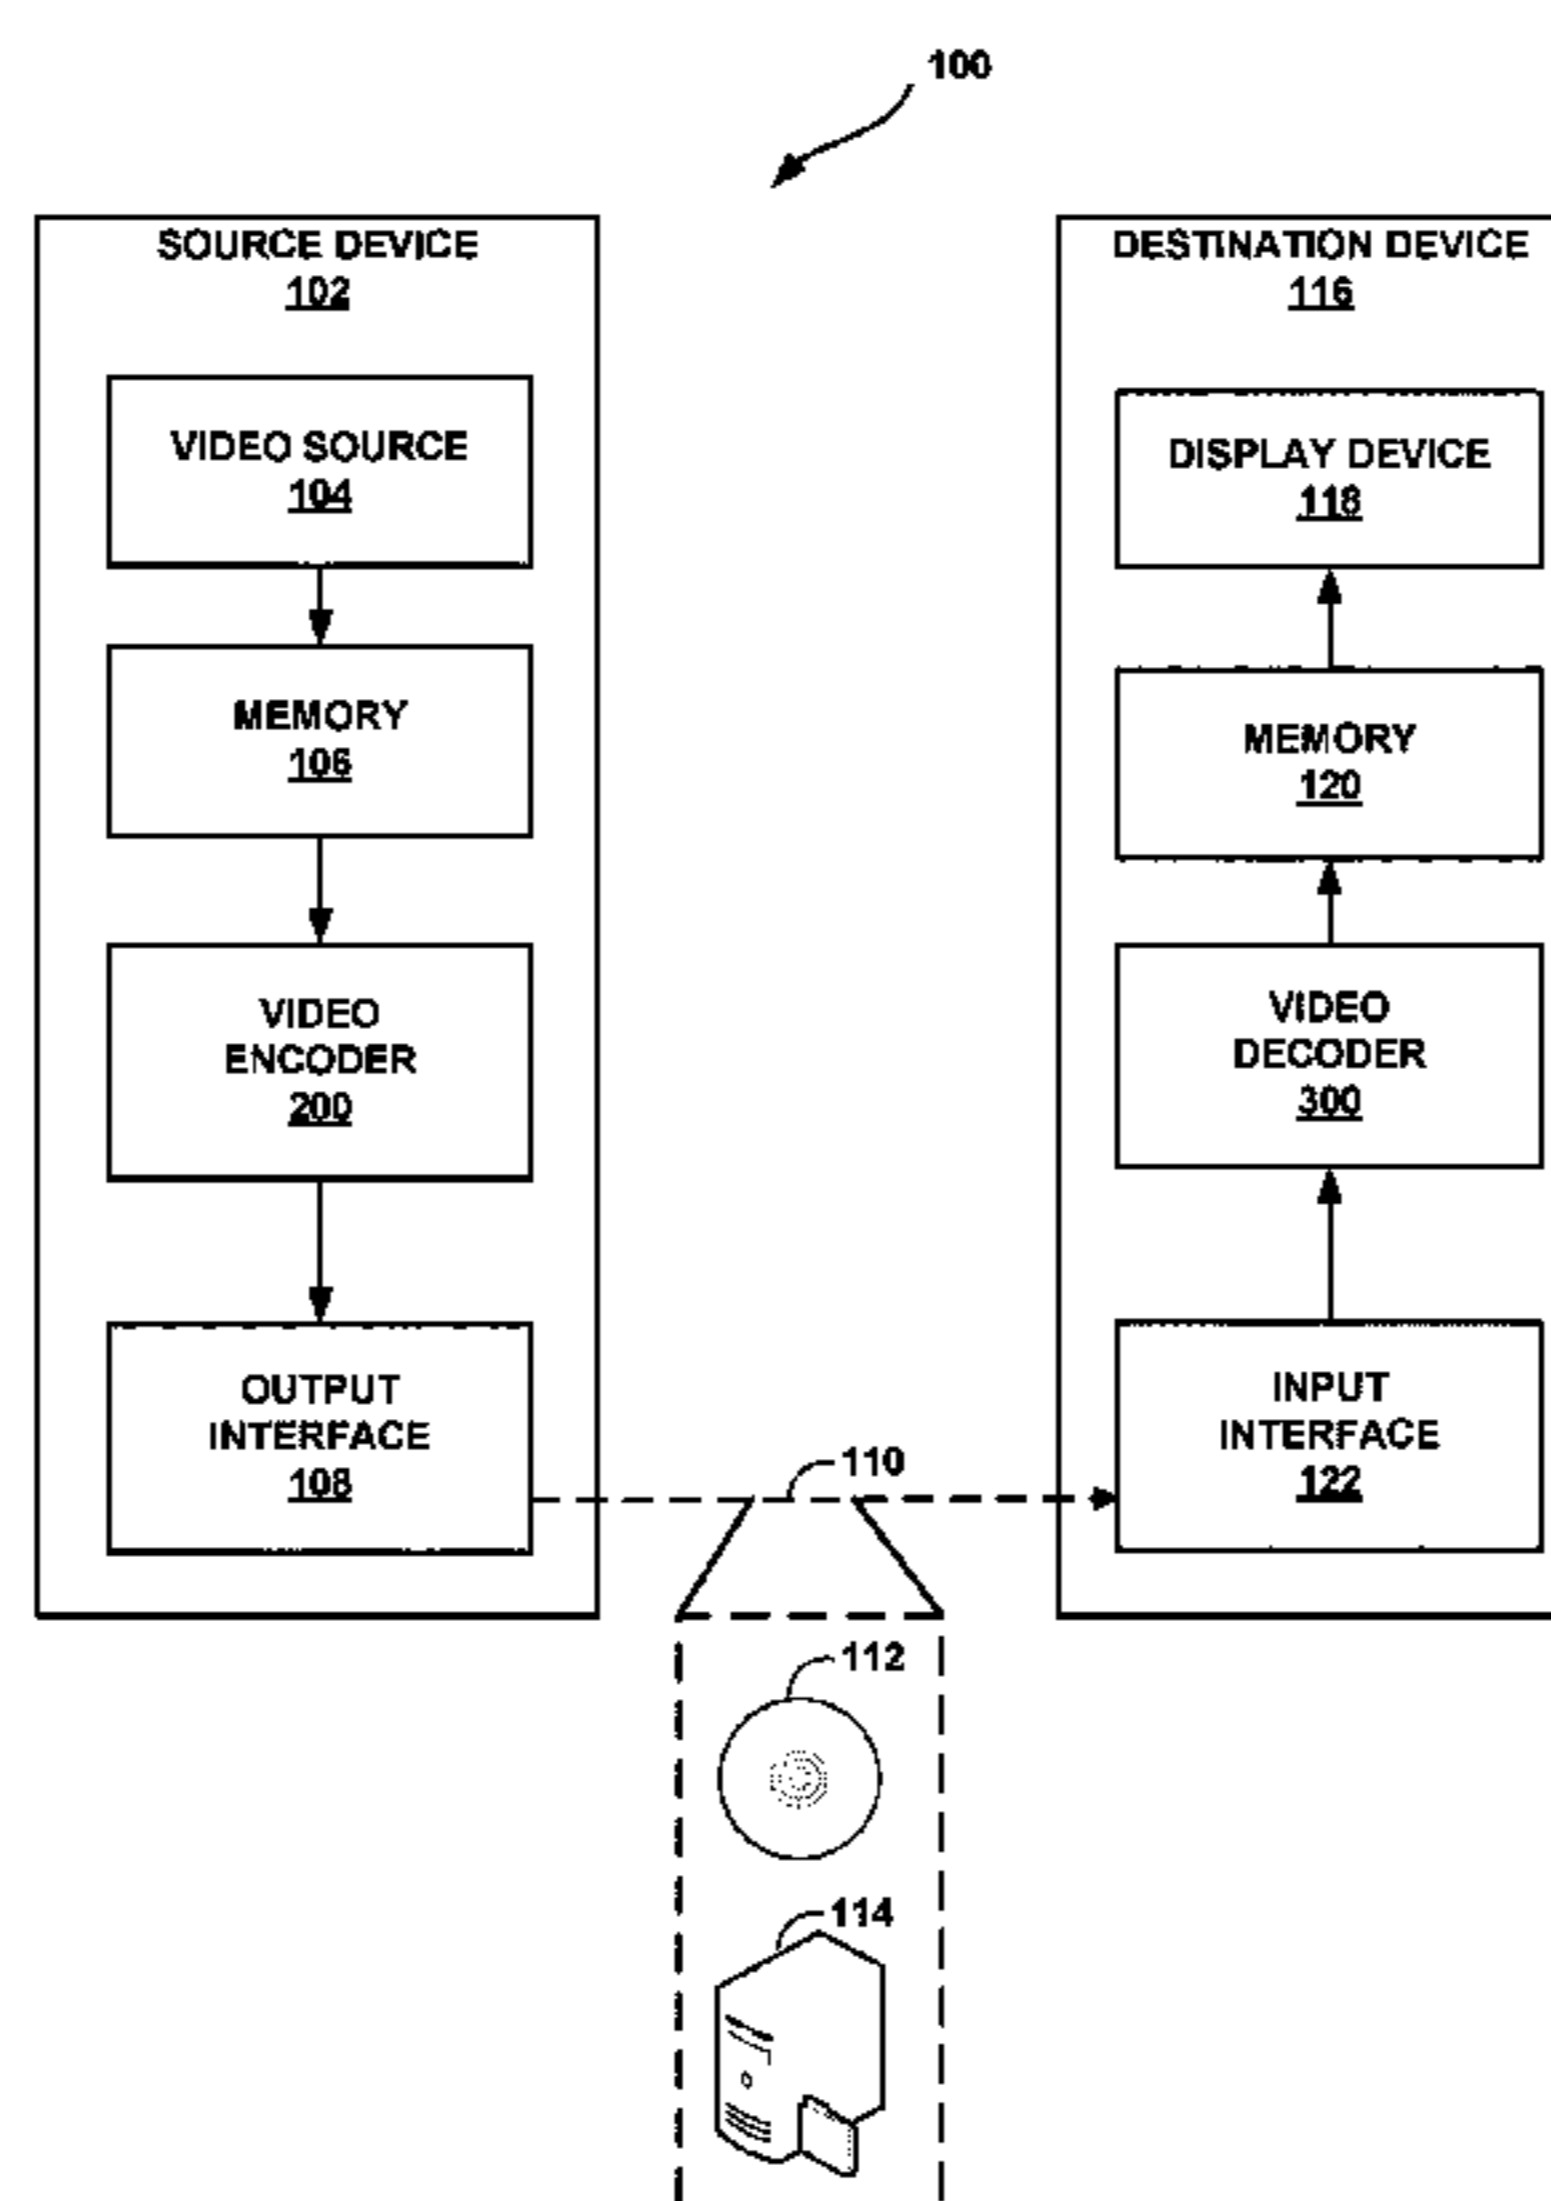 100
SOURCE DEVICE
102
VIDEO SOURCE
104
MEMORY
106
VIDEO
ENCODER
200
OUTPUT
INTERFACE
108
DESTINATION DEVICE
116
DISPLAY DEVICE
118
MEMORY
120
VIDEO
DECODER
300
INPUT
INTERFACE
122
110
112
114